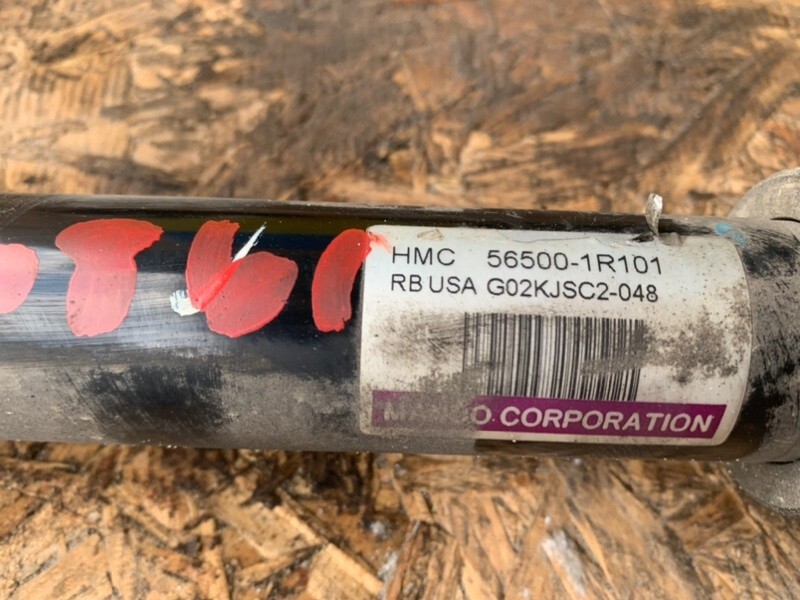 HMC 56500-1R101
RB USA G02KJSC2-048
CORPORATION